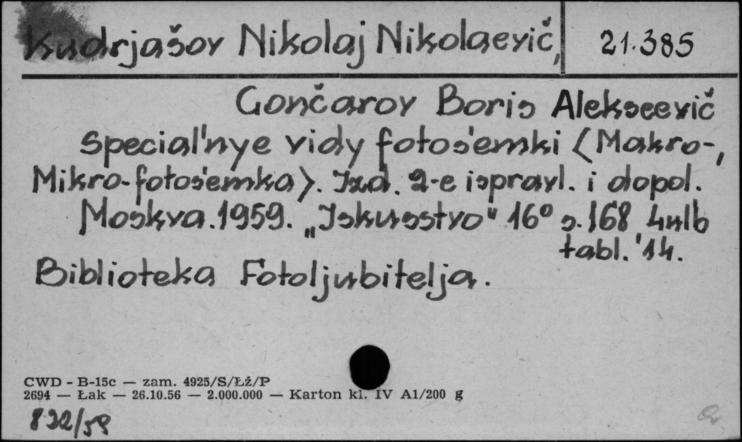 Kudrjašov Nikolaj Nikolaevič, 21.385
Gončarov Boris Alekseevič
Special'nye vidy fotos'emki (Makro-,
Mikro-fotos'emka). Izd. 2-e ispravl. i dopol.
Moskva.1959. „Iskusstvo" 16° s.168
tabl. 14.
Biblioteka Fotoljubitelja.
CWD - B-15c — zam. 4925/S/Łż/P
2694 — Łak — 26.10.56 — 2.000.000 — Karton kl. IV A1/200 g
892/59